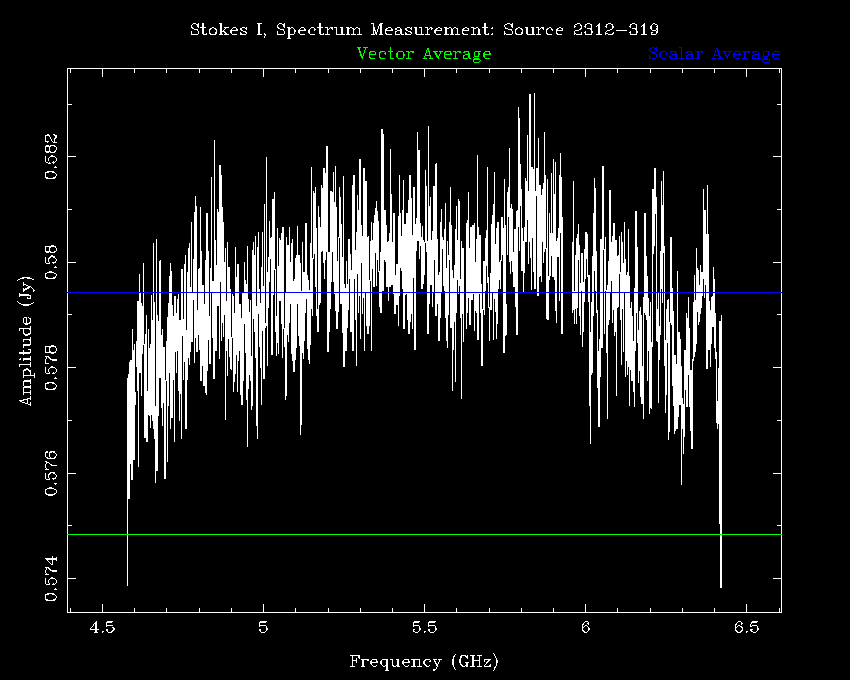 Stokes I, Spectrum Measurement: Source 2312-319
Vector Average
Scalar Average
Amplitude (Jy)
0.582
0.58
0.578
0.576
0.574
4.5 5 5.5 6 6.5
Frequency (GHz)